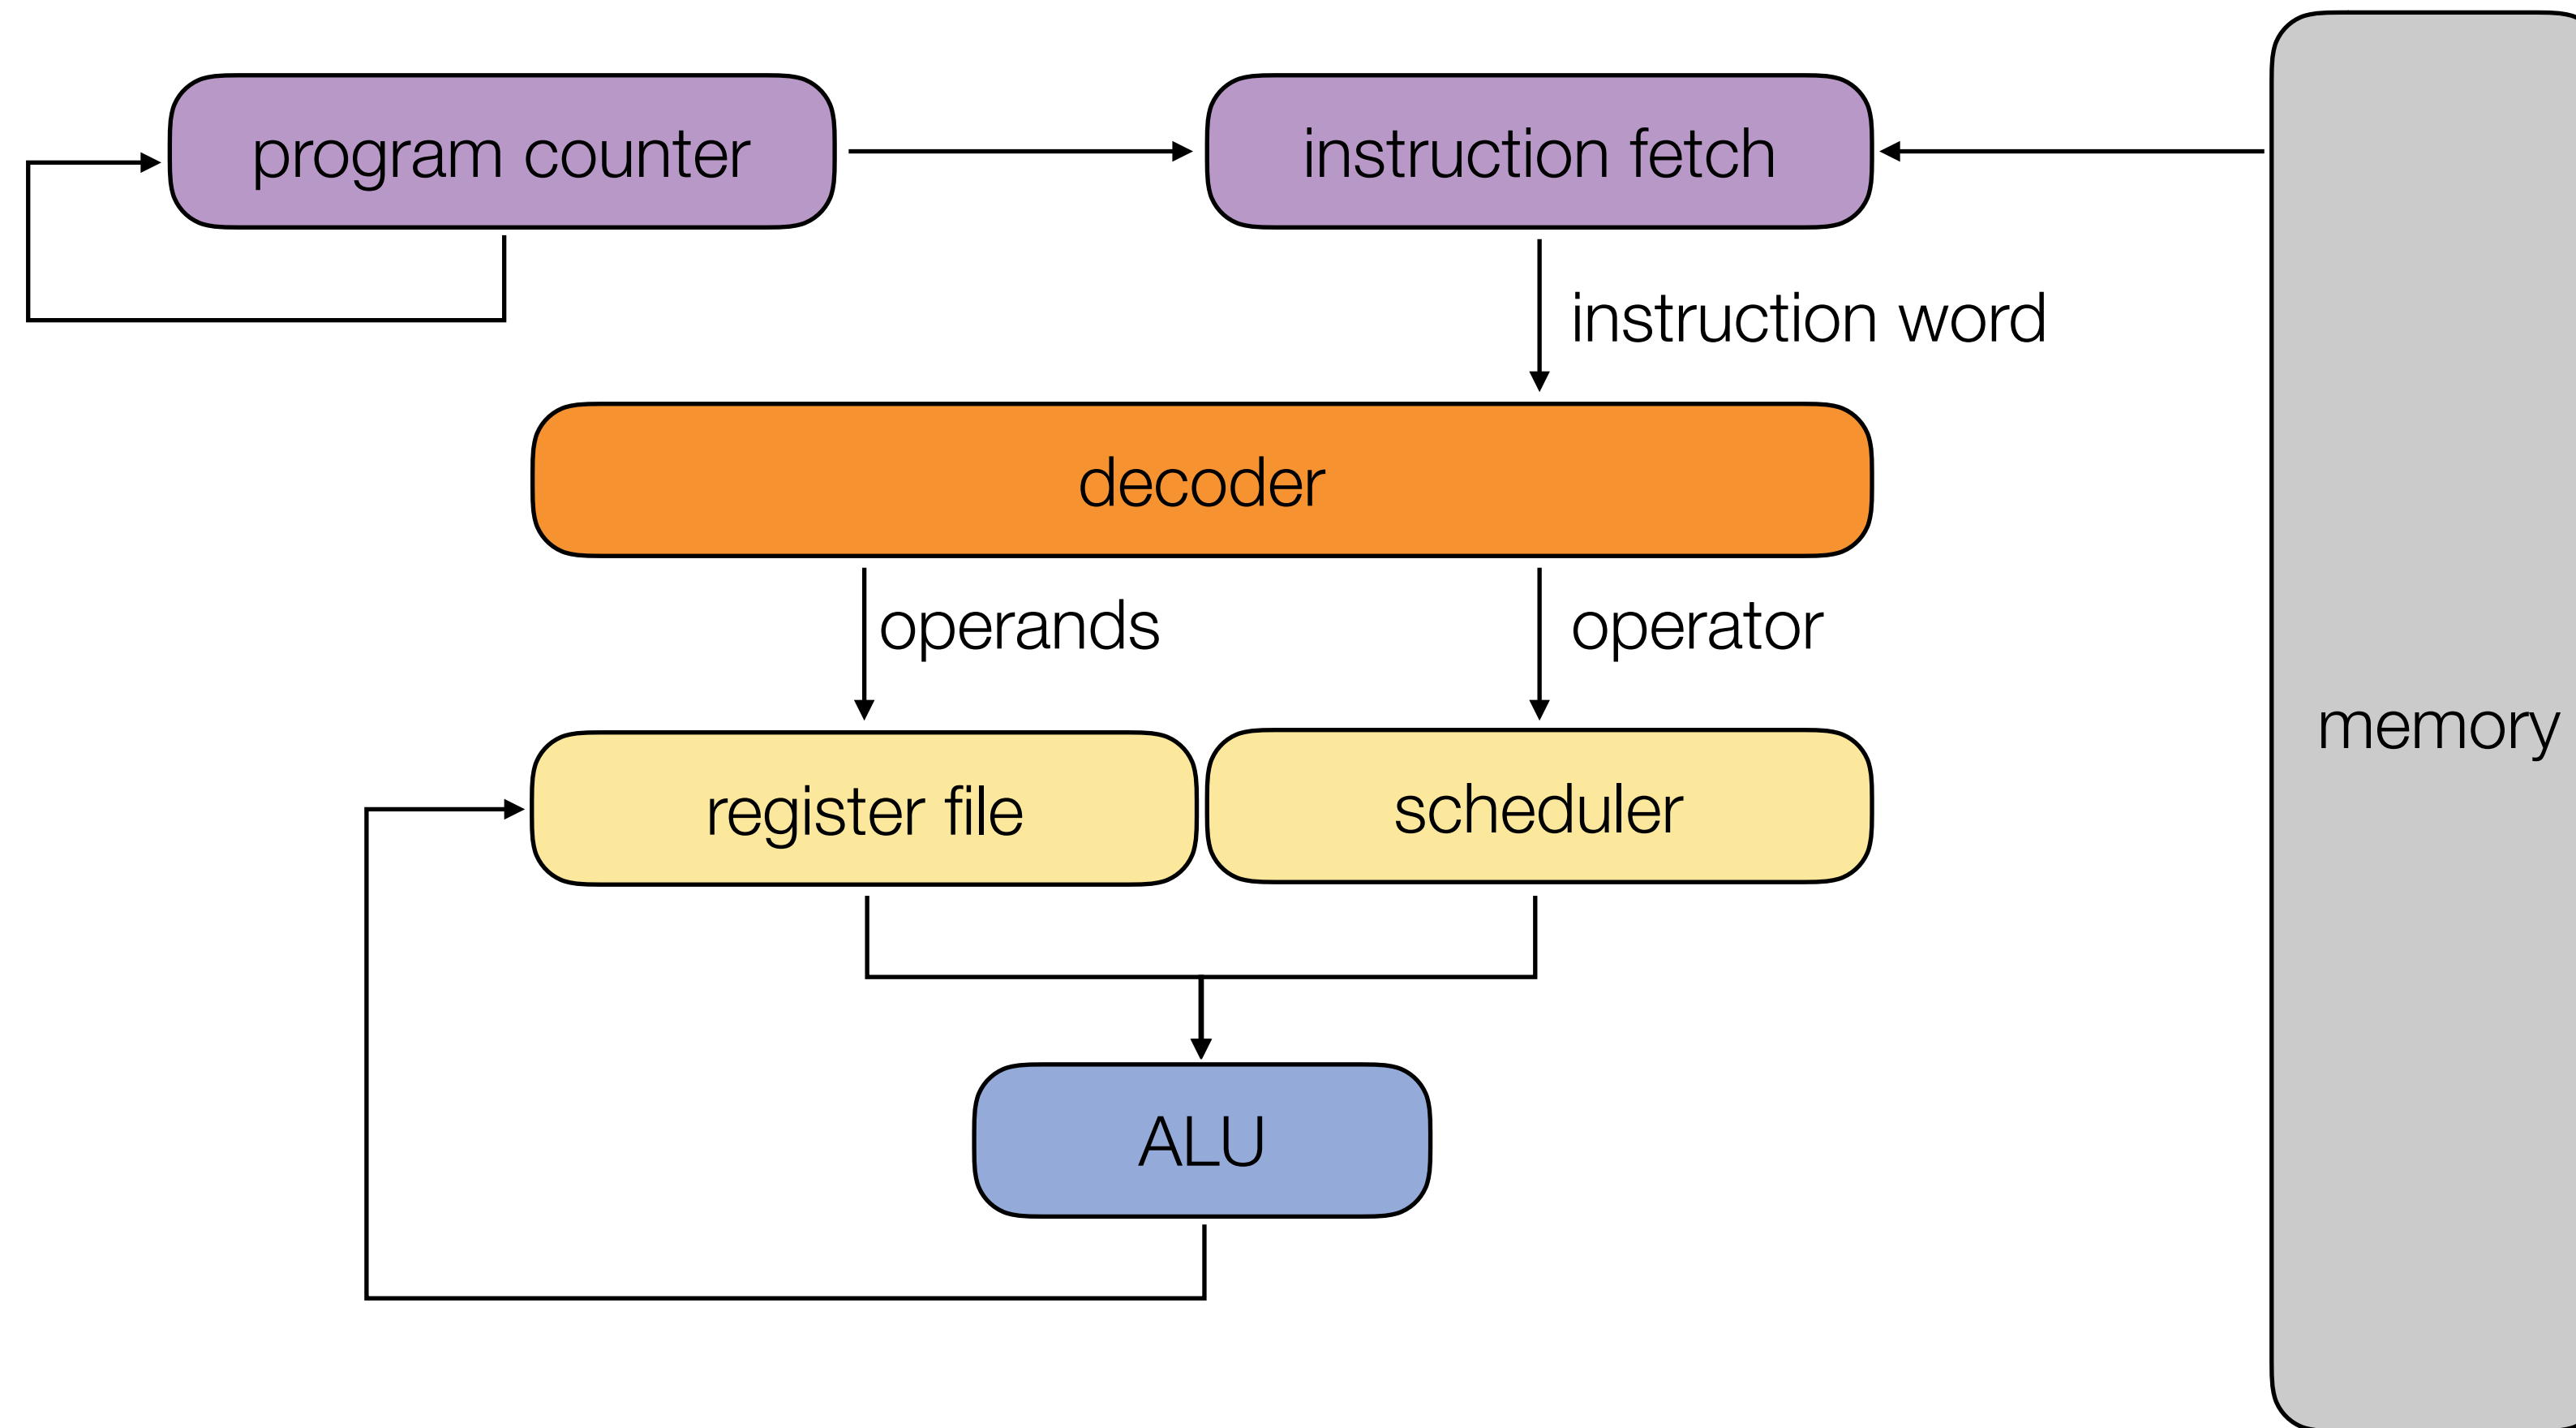 program counter
instruction fetch
instruction word
decoder
operands
operator
memory
register file
scheduler
ALU